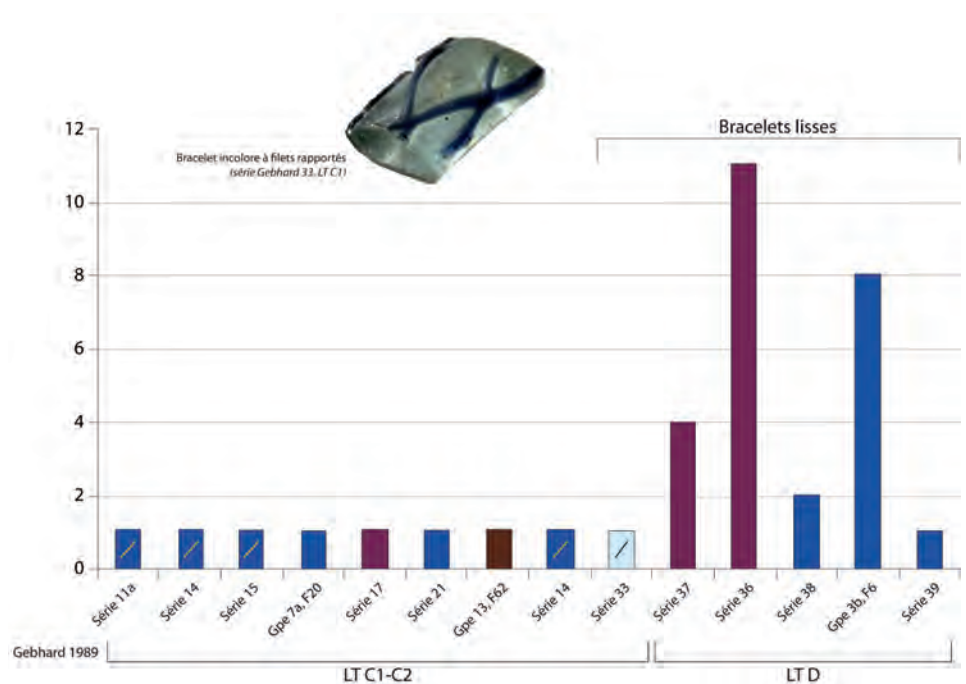 12
Bracelets lisses
Bracelet incolore à filets rapportés
(série Gebhard 33, LT C1)
10
8
6
4
2
0
Série 11a
Série 14
Série 15
Gpe 7a, F20
Série 17
Série 21
Gpe 13, F62
Série 14
Série 33
Série 37
Série 36
Série 38
Gpe 3b, F6
Série 39
Gebhard 1989
LT C1-C2
LT D